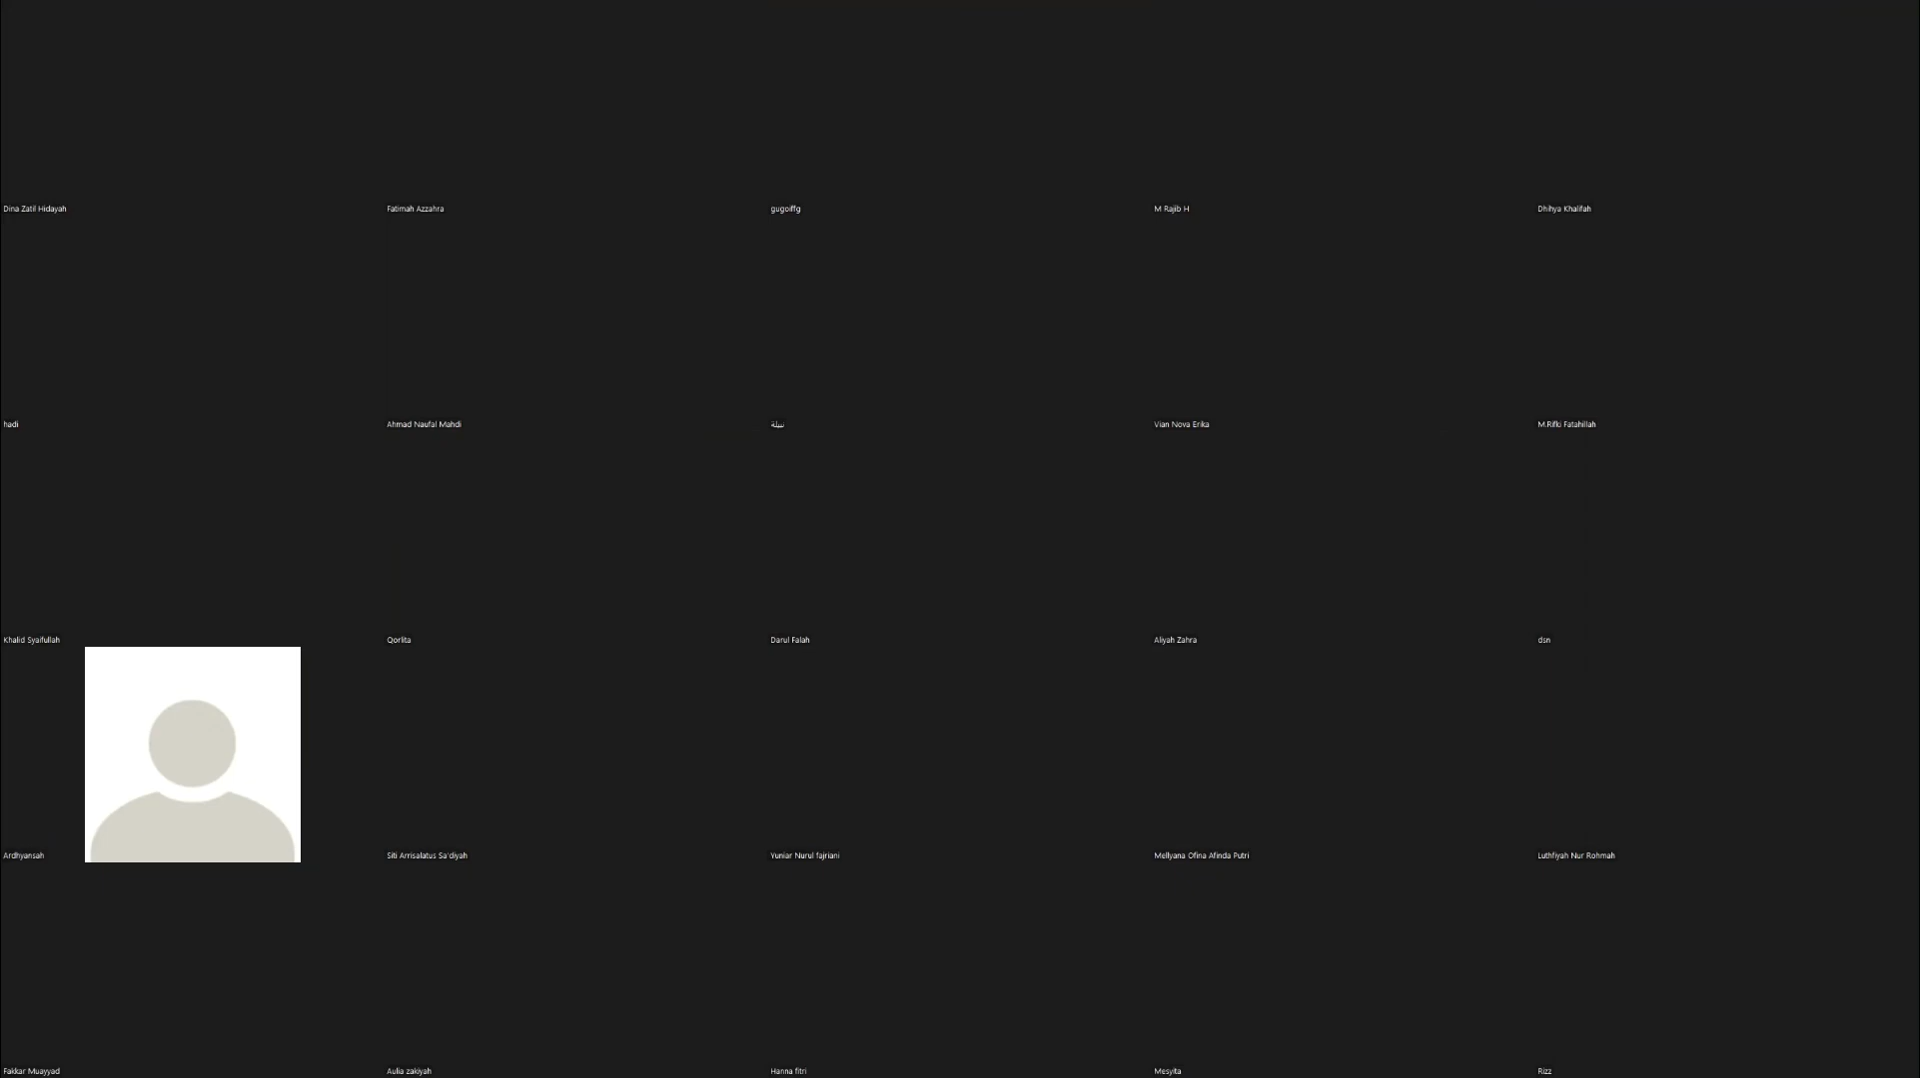 Dina Zatil Hidayah
Fatimah Azzahra
gugoiffg
M Rajib H
Dhihya Khalifah
hadi
Ahmad Naufal Mahdi
نبيلة
Vian Nova Erika
M.Rifki Fatahillah
Khalid Syaifullah
Qorlita
Darul Falah
Aliyah Zahra
dsn
Ardhyansah
Siti Arrisalatus Sa'diyah
Yuniar Nurul fajriani
Mellyana Ofina Afinda Putri
Luthfiyah Nur Rohmah
Fakkar Muayyad
Aulia zakiyah
Hanna fitri
Mesyita
Rizz